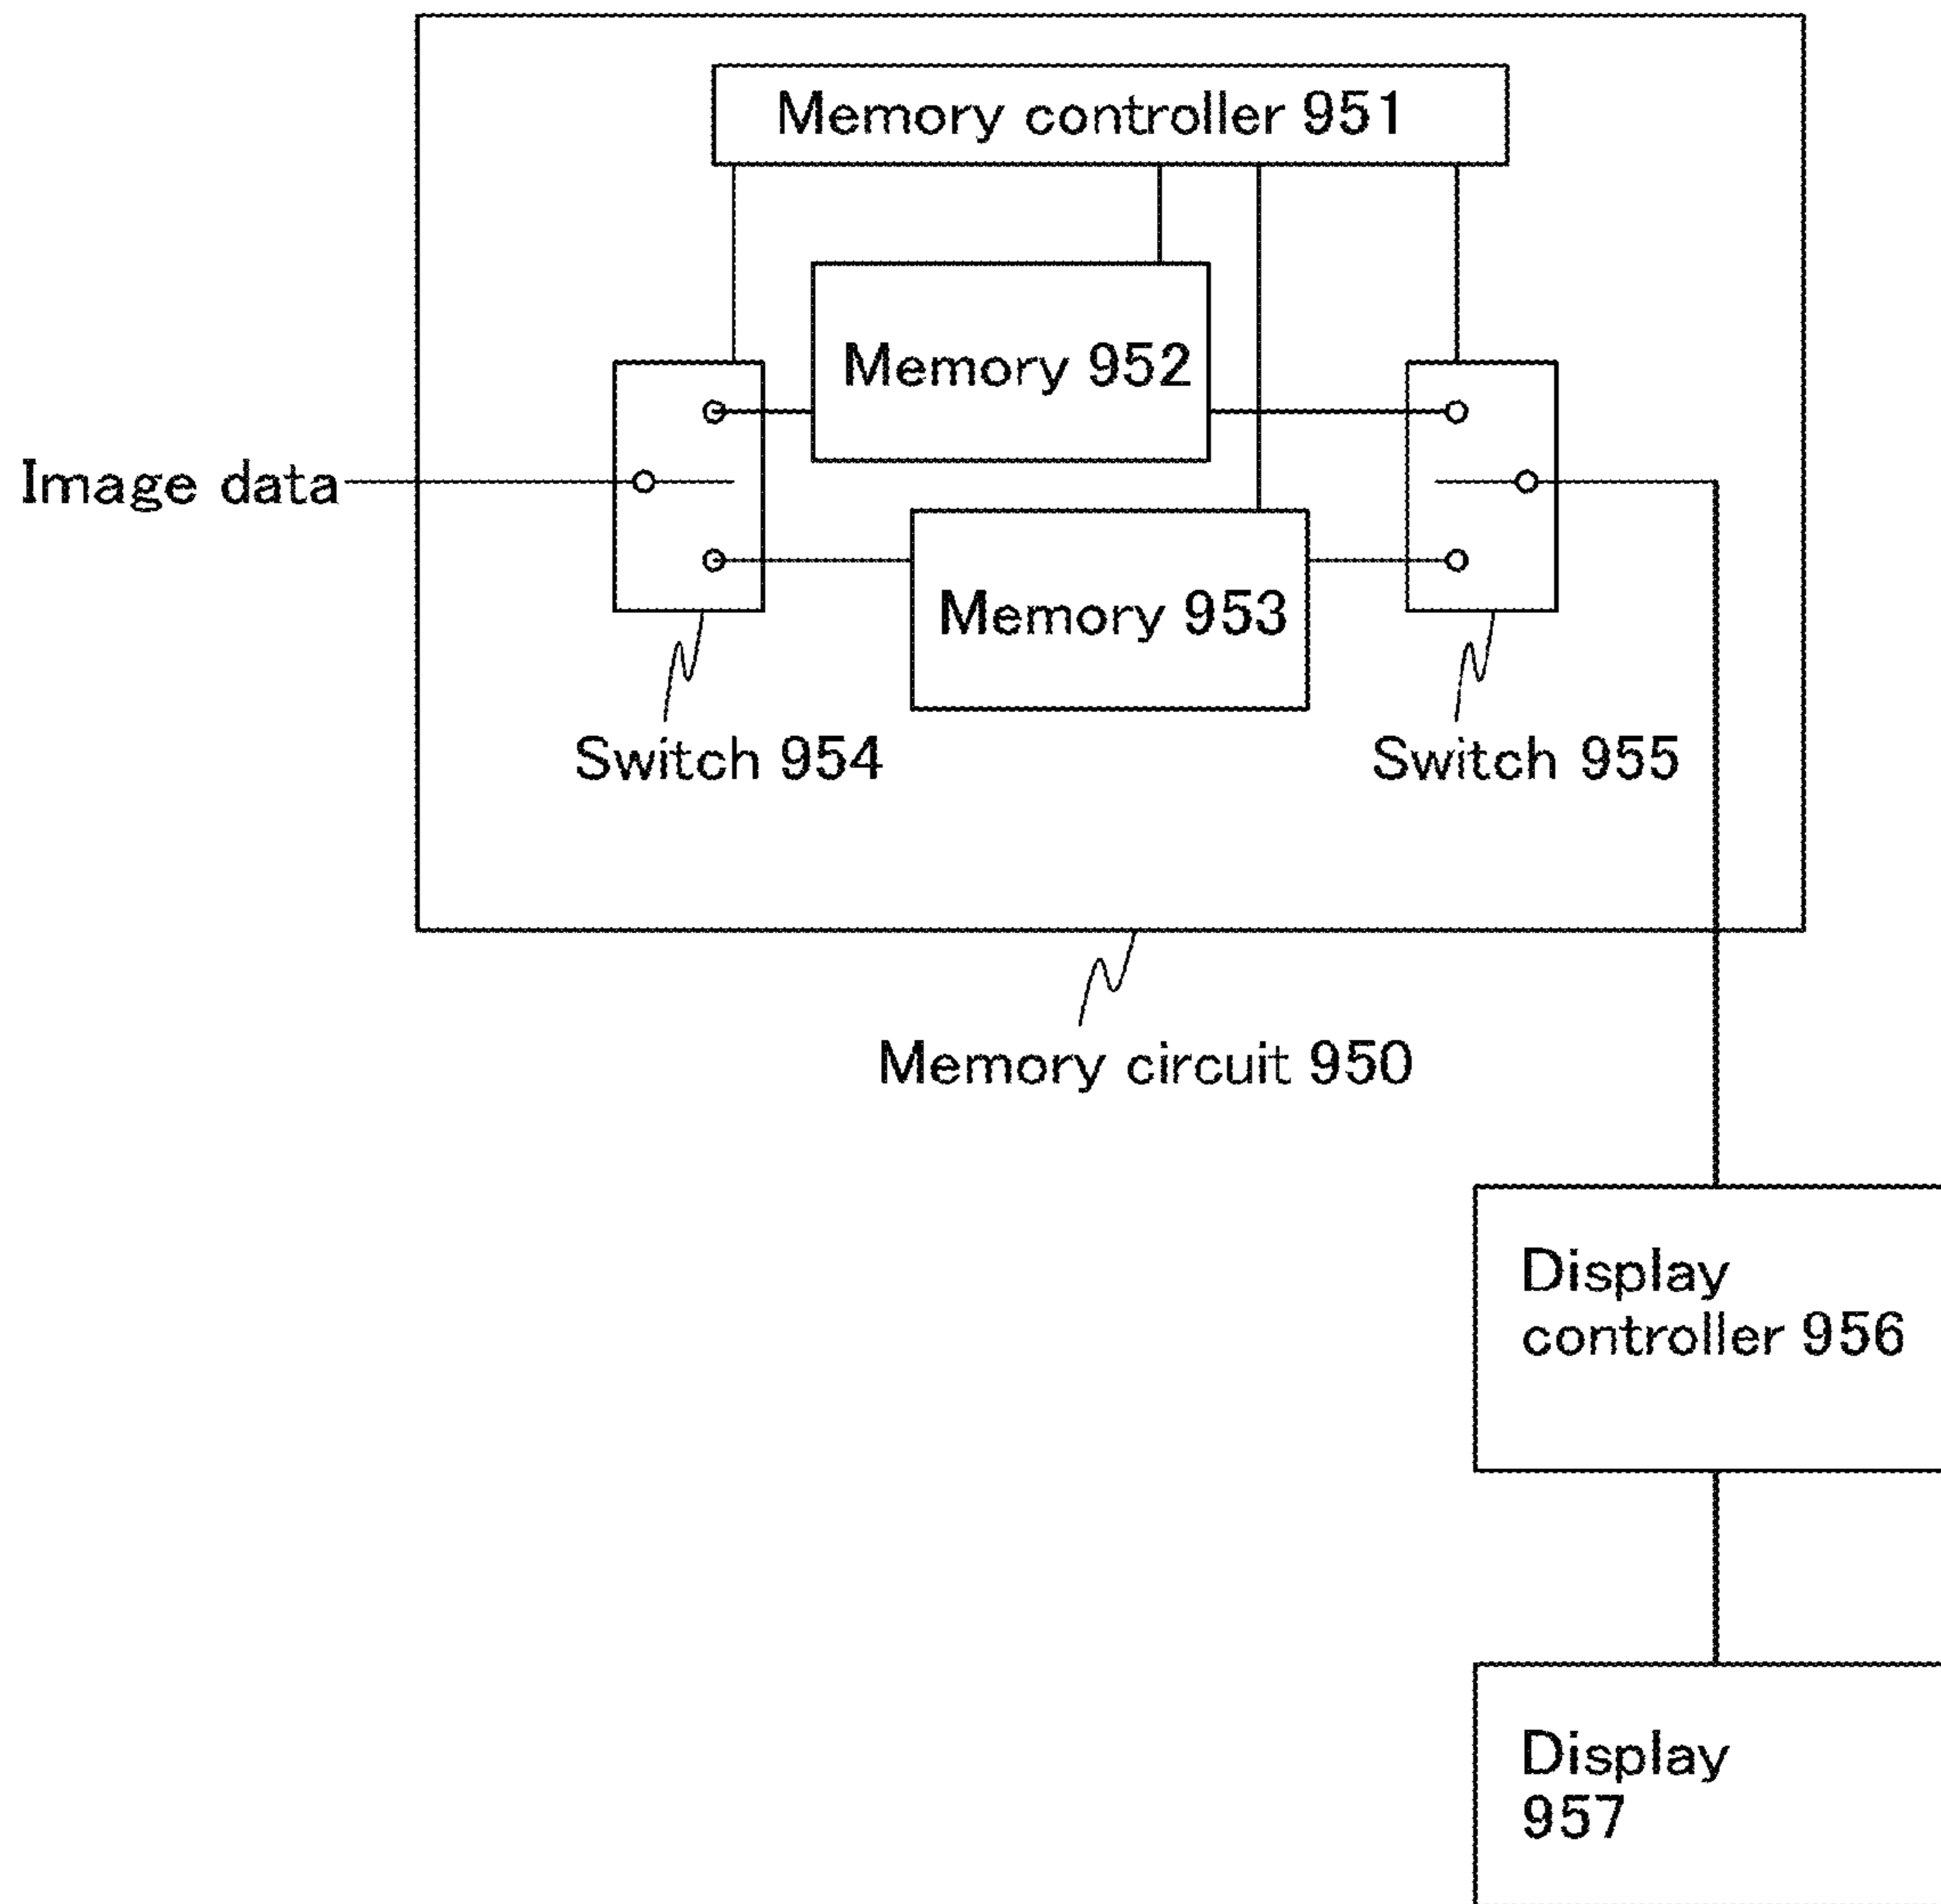 Memory controller 951
Memory 952
Image data
Memory 953
Switch 954
Switch 955
Memory circuit 950
Display
controller 956
Display
957